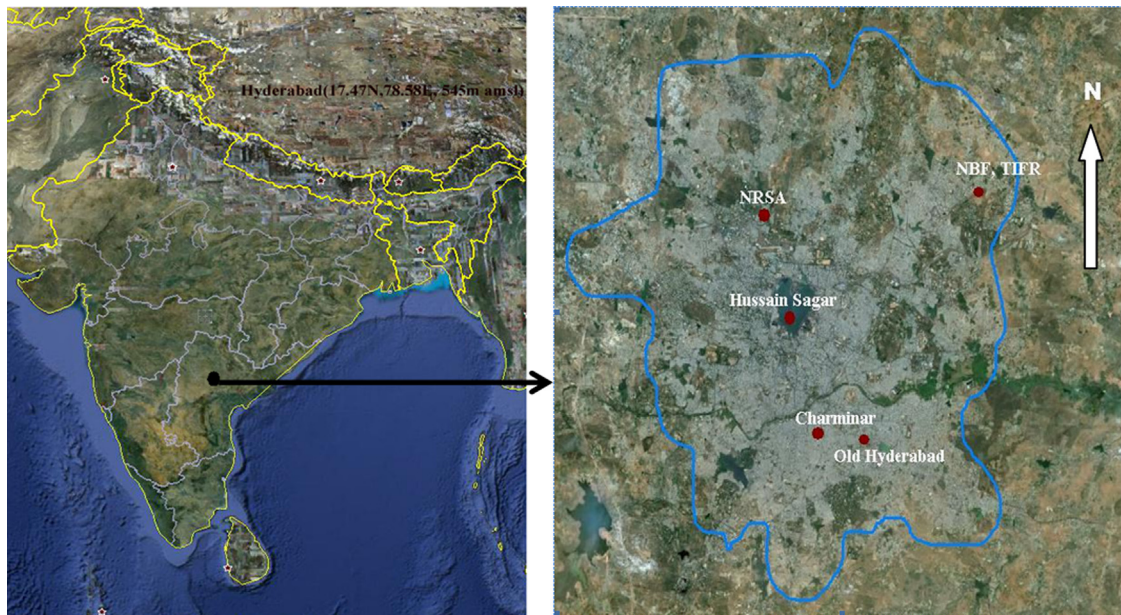 Hyderabad(17.47N,78.58E, 545m amsl)
N
NBF, TIFR
NRSA
Hussain Sagar
Charminar
Old Hyderabad